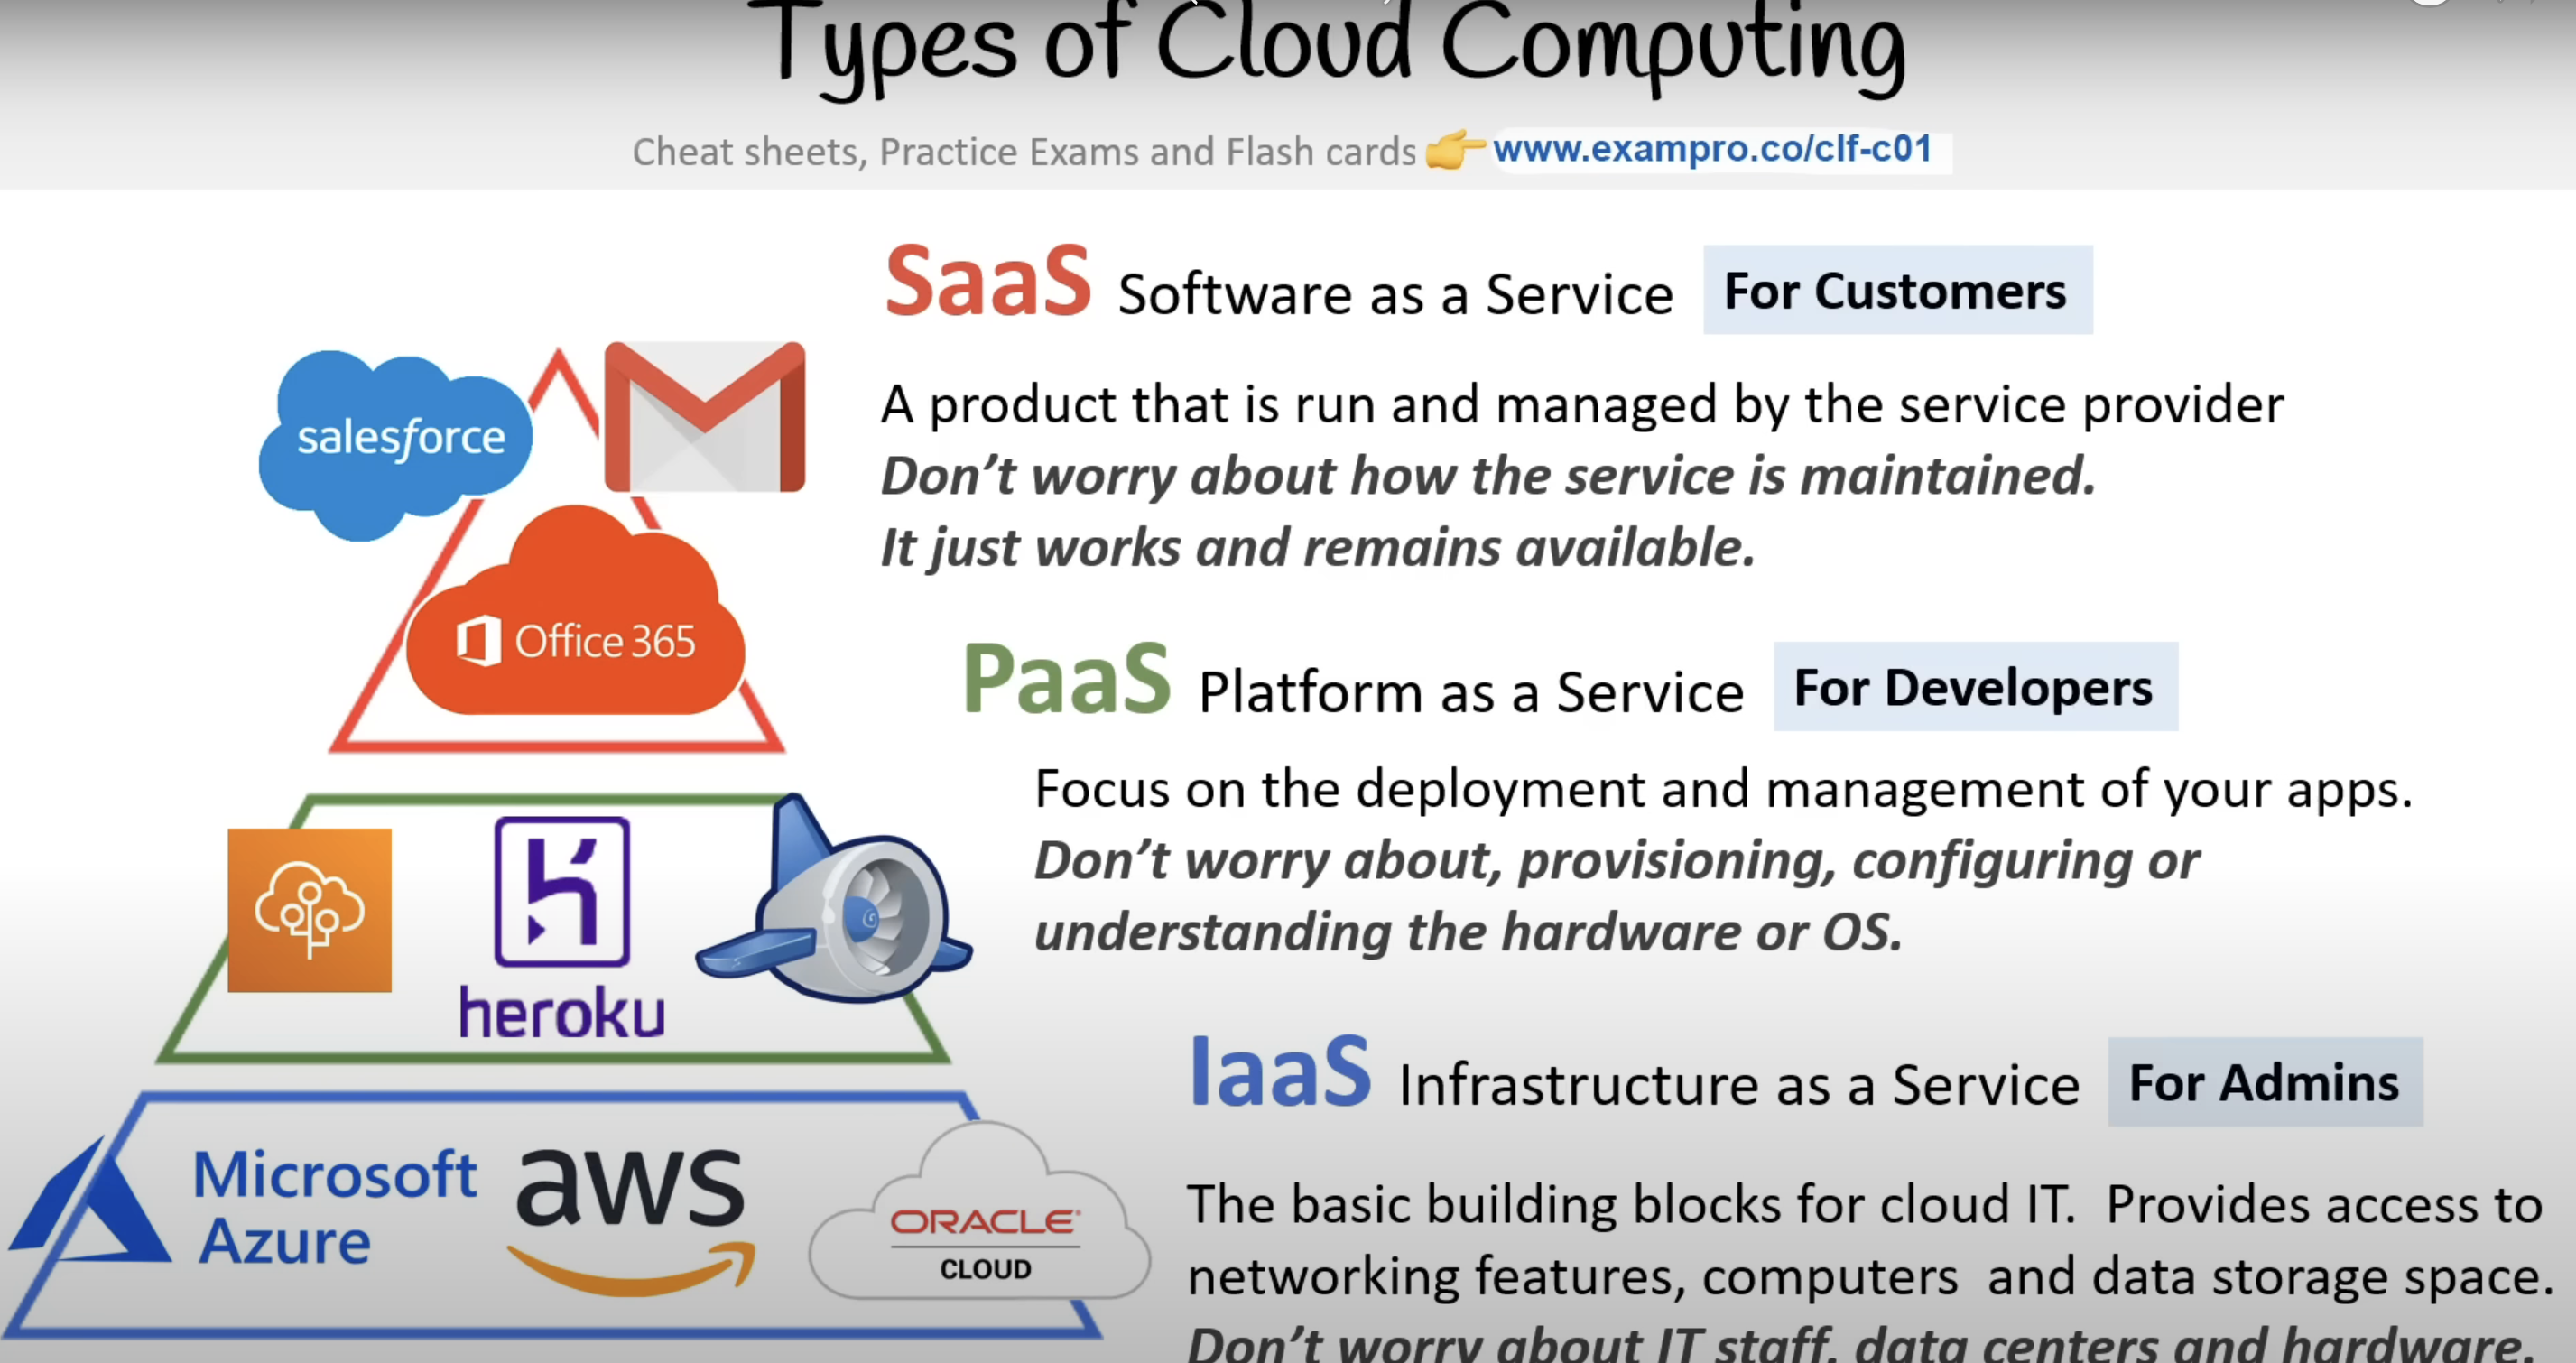 Types of Cloud Computing
Cheat sheets, Practice Exams and Flash cards 👉 www.exampro.co/clf-c01
SaaS Software as a Service For Customers
A product that is run and managed by the service provider
Don't worry about how the service is maintained.
It just works and remains available.
salesforce
Office 365
PaaS Platform as a Service For Developers
Focus on the deployment and management of your apps.
Don't worry about, provisioning, configuring or
understanding the hardware or OS.
heroku
IaaS Infrastructure as a Service For Admins
The basic building blocks for cloud IT. Provides access to
networking features, computers and data storage space.
Don't worry about IT staff, data centers and hardware.
Microsoft
Azure
aws
ORACLE
CLOUD